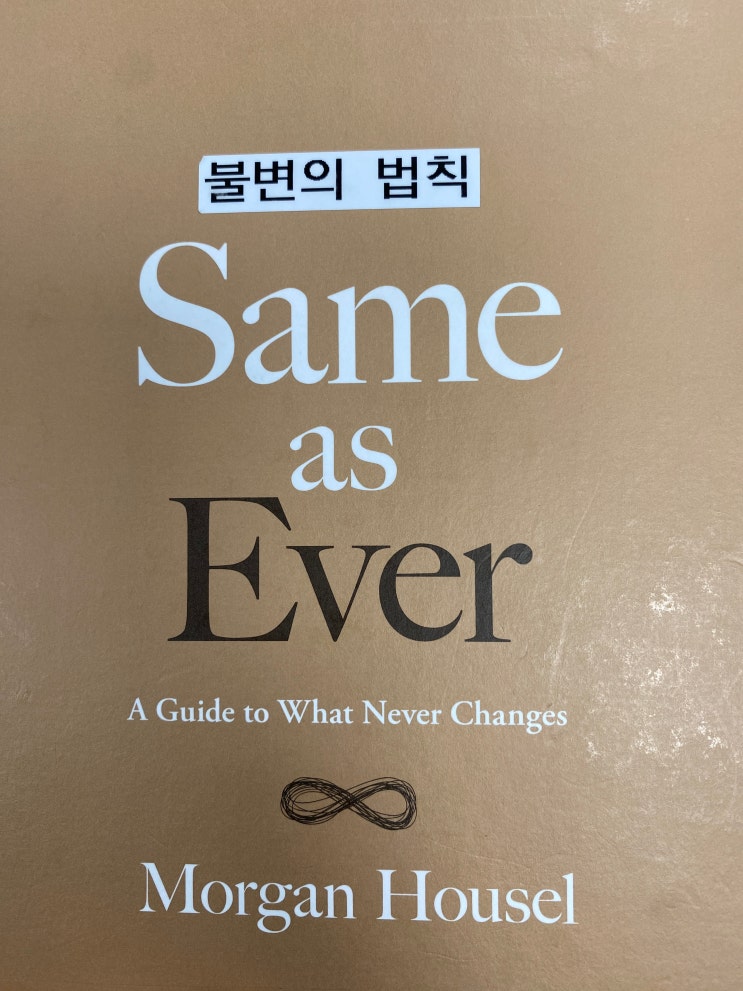 불변의 법칙
Same
as
Ever
A Guide to What Never Changes
Morgan Housel